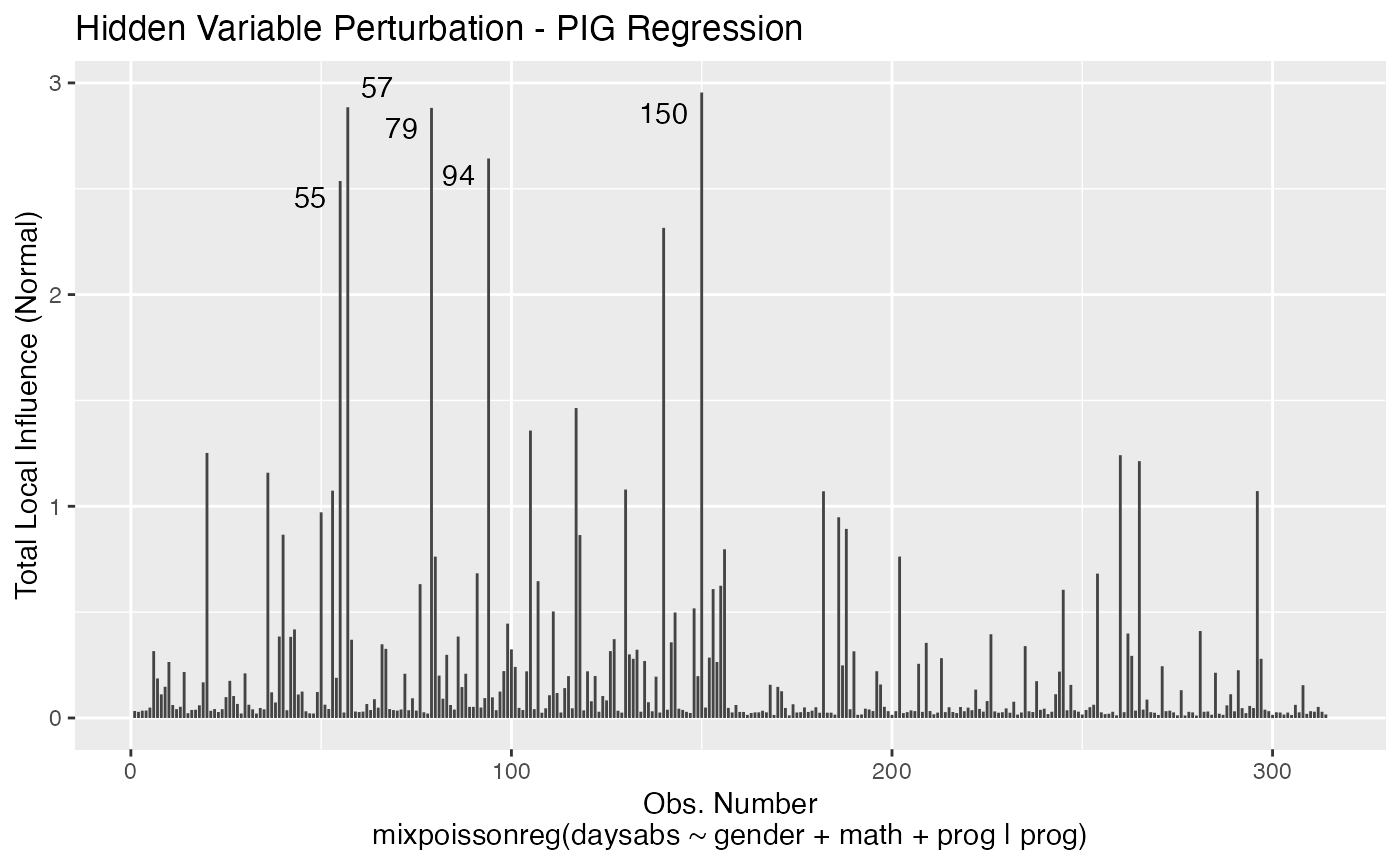 Hidden Variable Perturbation - PIG Regression
Total Local Influence (Normal)
3
2
1
0
57
79
55
94
150
0 100 200 300
Obs. Number
mixpoissonreg(daysabs ~ gender + math + prog | prog)